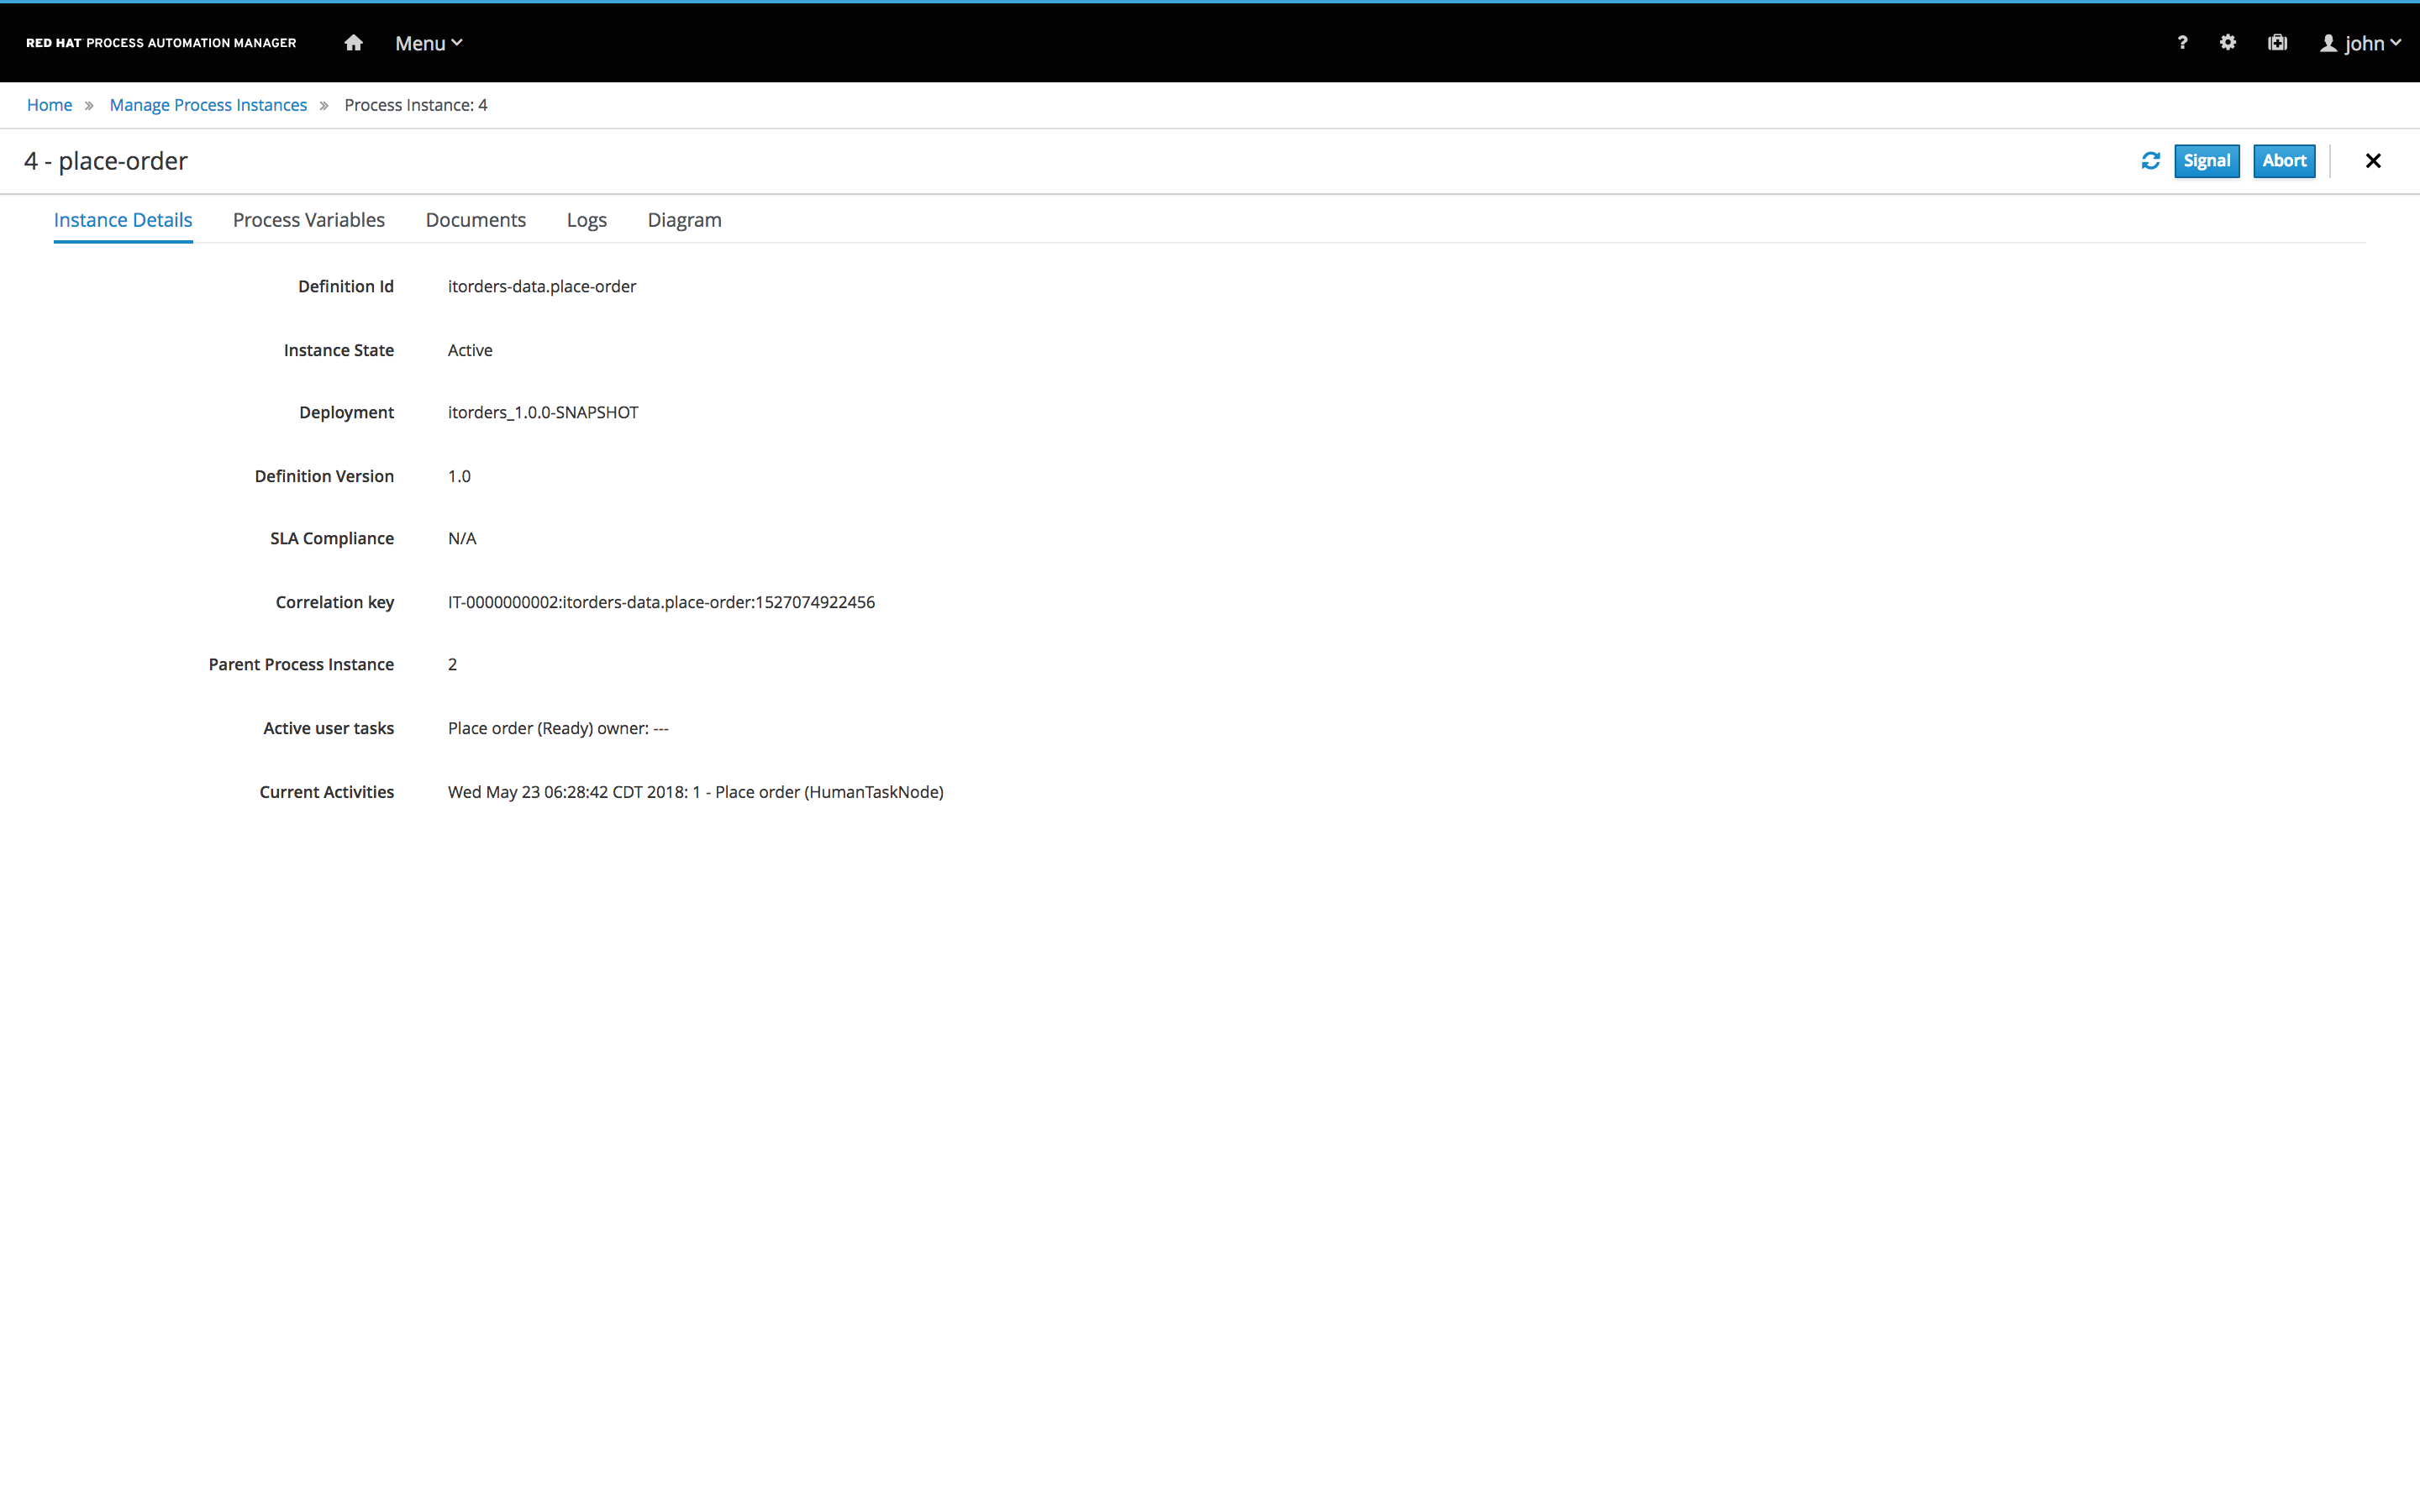 RED HAT PROCESS AUTOMATION MANAGER Menu ? john
Home » Manage Process Instances » Process Instance: 4
4 - place-order Signal Abort
Instance Details Process Variables Documents Logs Diagram
Definition Id itorders-data.place-order
Instance State Active
Deployment itorders_1.0.0-SNAPSHOT
Definition Version 1.0
SLA Compliance N/A
Correlation key IT-0000000002:itorders-data.place-order:1527074922456
Parent Process Instance 2
Active user tasks Place order (Ready) owner: ---
Current Activities Wed May 23 06:28:42 CDT 2018: 1 - Place order (HumanTaskNode)